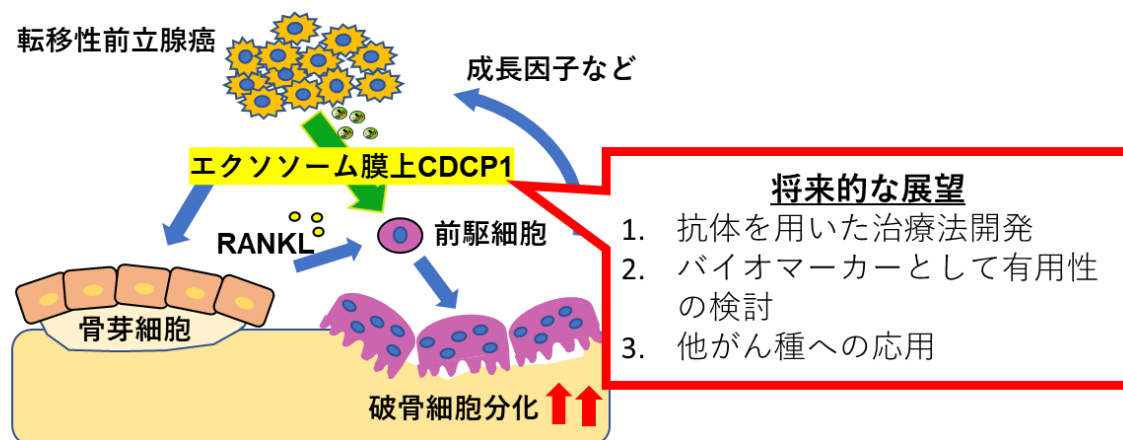 転移性前立腺癌
成長因子など
エクソソーム膜上CDCP1
RANKL
前駆細胞
骨芽細胞
破骨細胞分化
将来的な展望
1. 抗体を用いた治療法開発
2. バイオマーカーとして有用性
の検討
3. 他がん種への応用